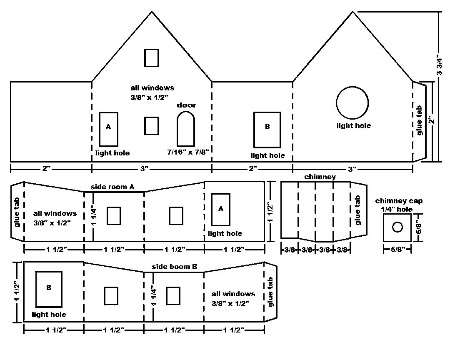 all windows
3/8" x 1/2"
door
A
light hole
7/16" x 7/8"
B
light hole
light hole
glue tab
2"
3 3/4"
2"
3"
2"
3"
side room A
glue tab
all windows
3/8" x 1/2"
1 1/4"
A
light hole
1 1/2"
1 1/2"
1 1/2"
1 1/2"
1 1/2"
chimney
glue tab
3/8
3/8
3/8
3/8
chimney cap
1/4" hole
5/8"
5/8"
side boom B
1 1/2"
B
light hole
1 1/4"
all windows
3/8" x 1/2"
glue tab
1 1/2"
1 1/2"
1 1/2"
1 1/2"